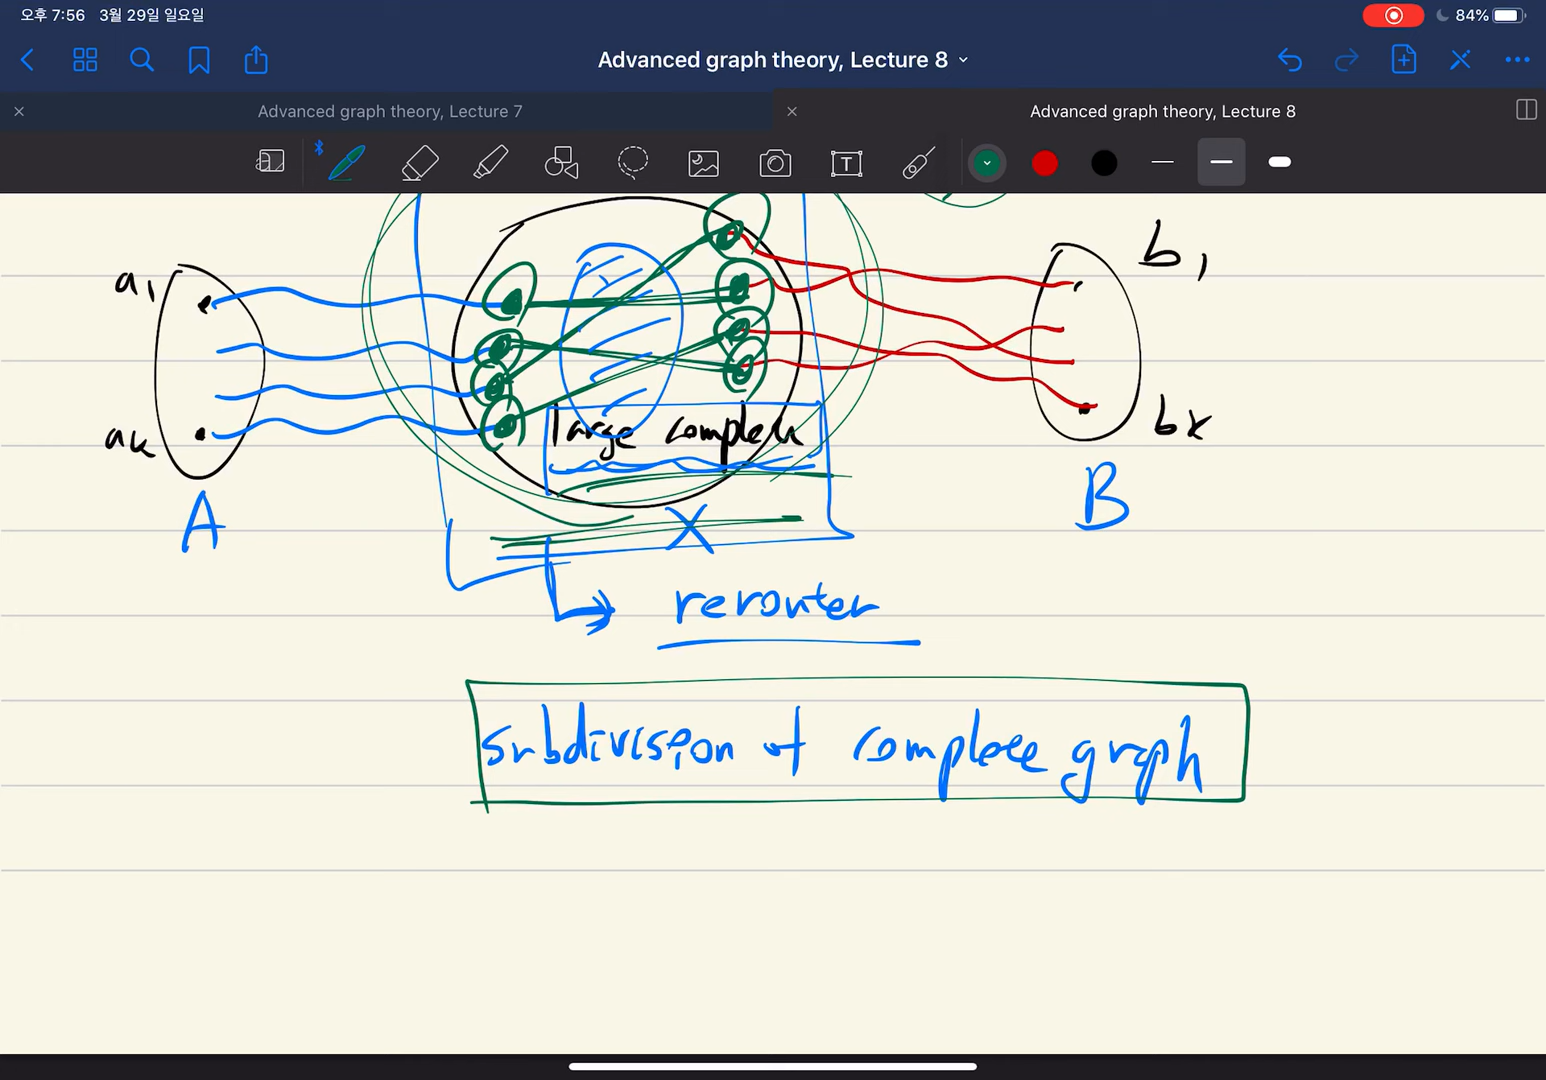 오후 7:56 3월 29일 일요일 84%
Advanced graph theory, Lecture 8
Advanced graph theory, Lecture 7
Advanced graph theory, Lecture 8
T
a1
b1
large complete
ak
bk
A
X
B
rerouter
subdivision of complete graph